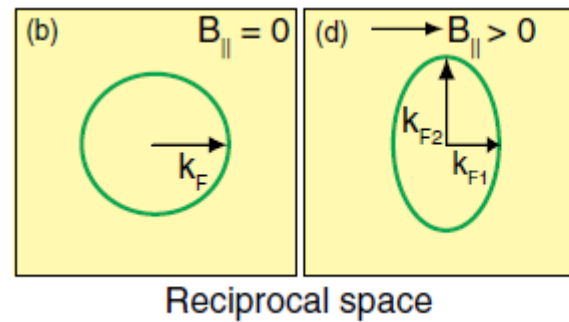 (b) B|| = 0
k_F
(d) B|| > 0
k_F2
k_F1
Reciprocal space